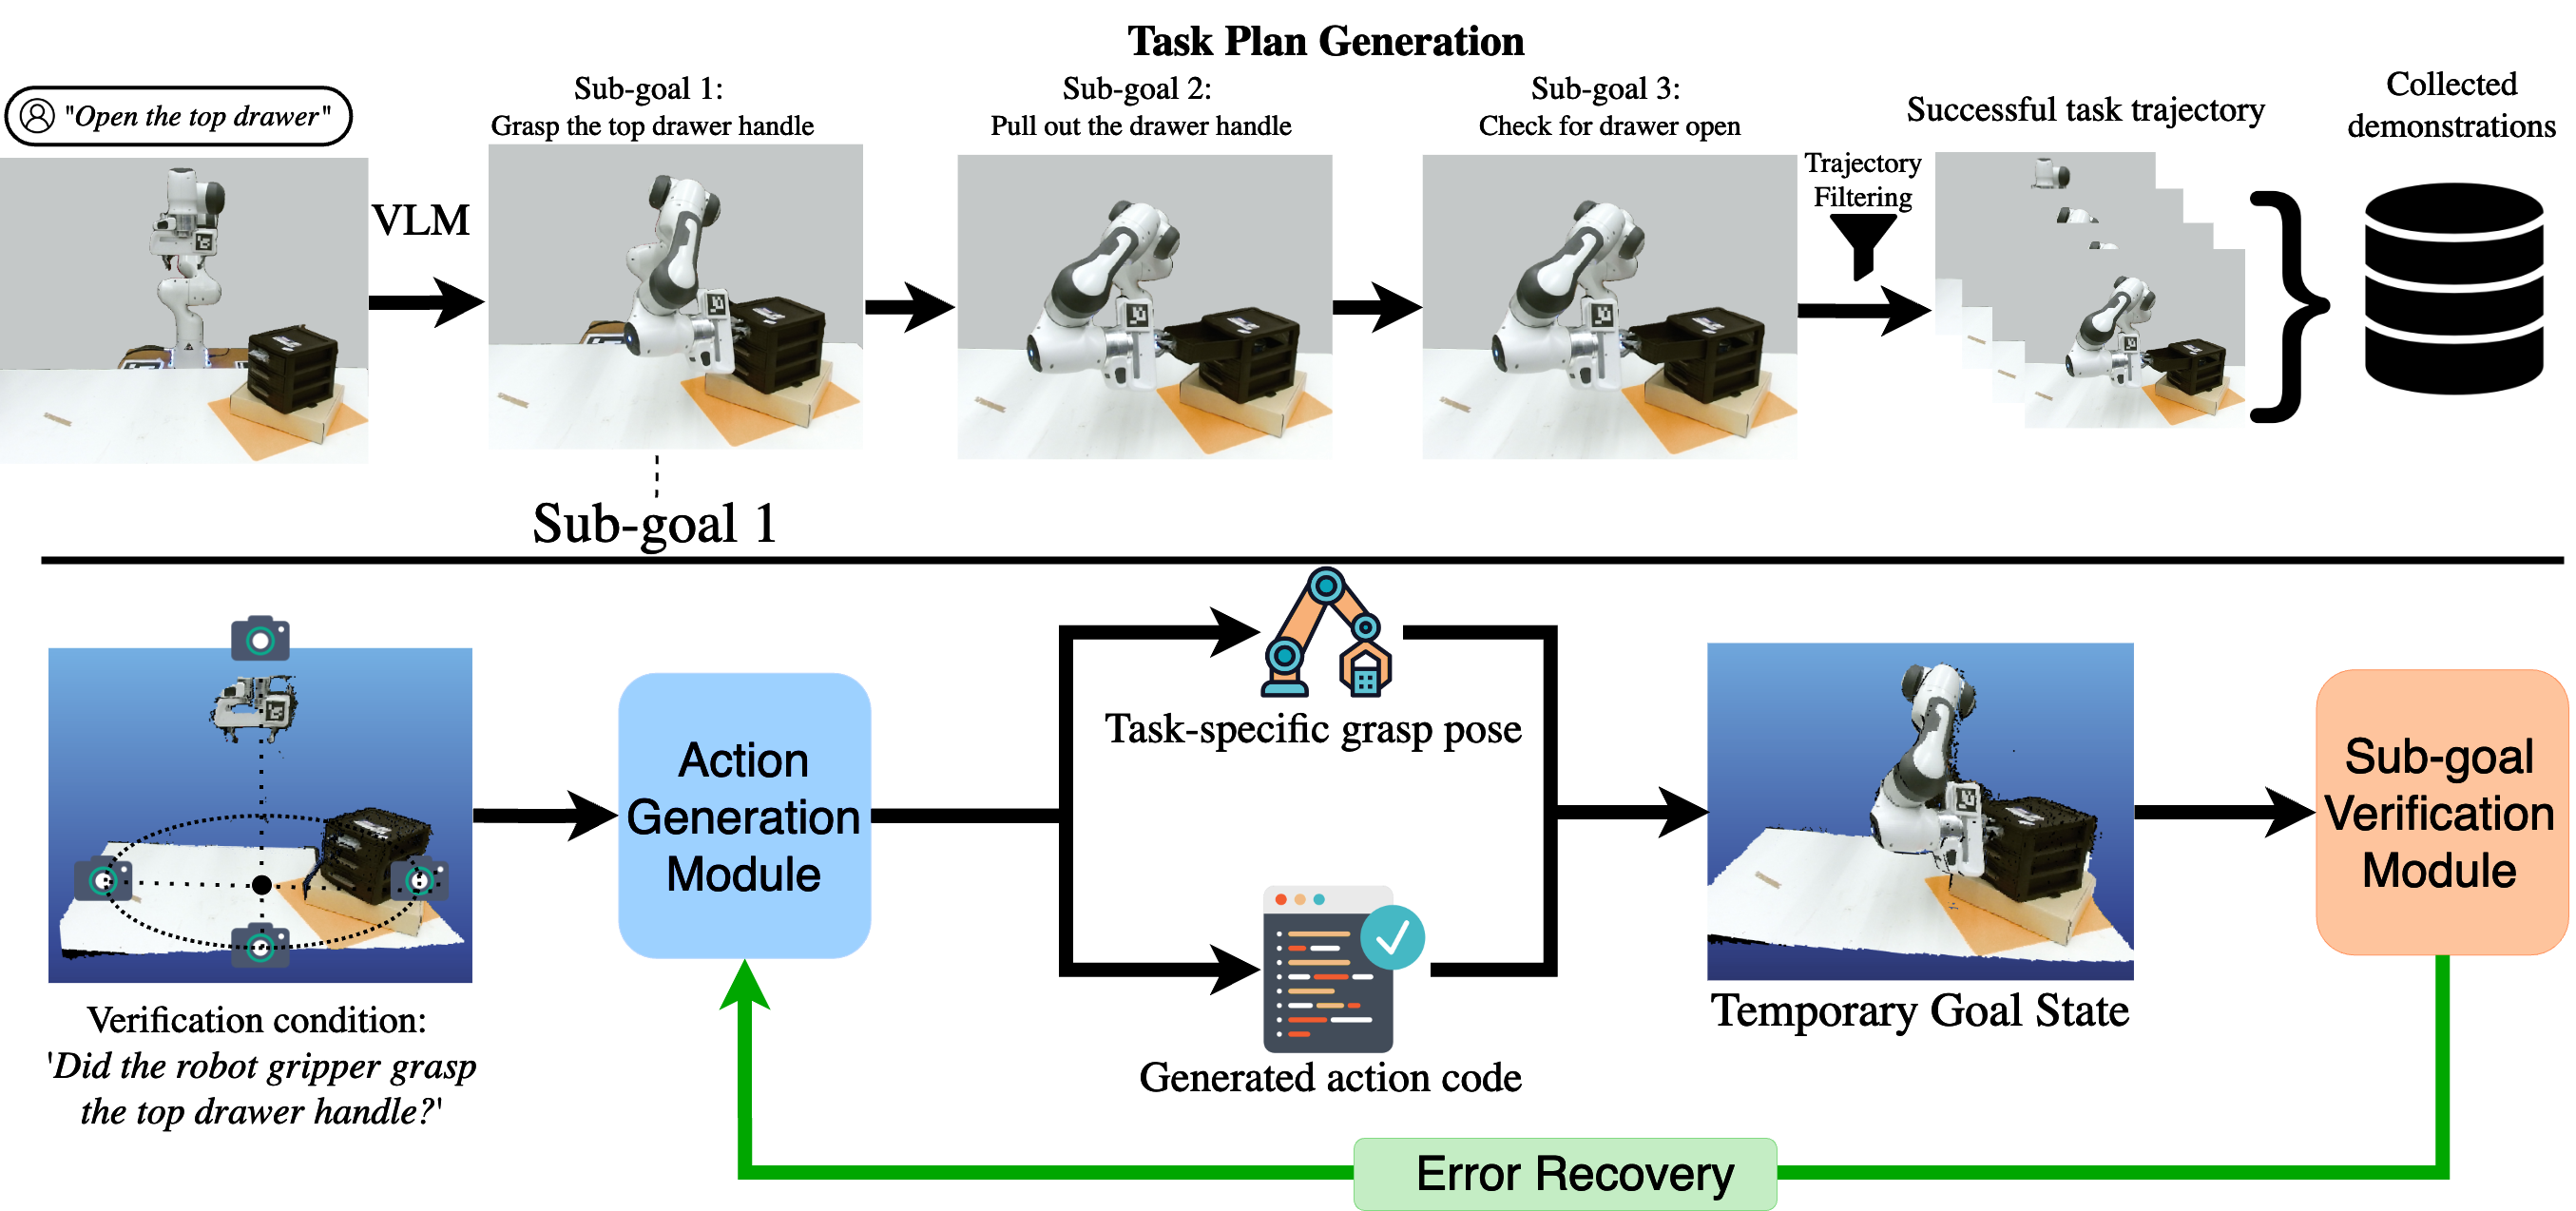 Task Plan Generation
"Open the top drawer"
VLM
Sub-goal 1:
Grasp the top drawer handle
Sub-goal 2:
Pull out the drawer handle
Sub-goal 3:
Check for drawer open
Trajectory
Filtering
Successful task trajectory
Collected
demonstrations
Sub-goal 1
Verification condition:
'Did the robot gripper grasp
the top drawer handle?'
Action
Generation
Module
Task-specific grasp pose
Generated action code
Temporary Goal State
Sub-goal
Verification
Module
Error Recovery